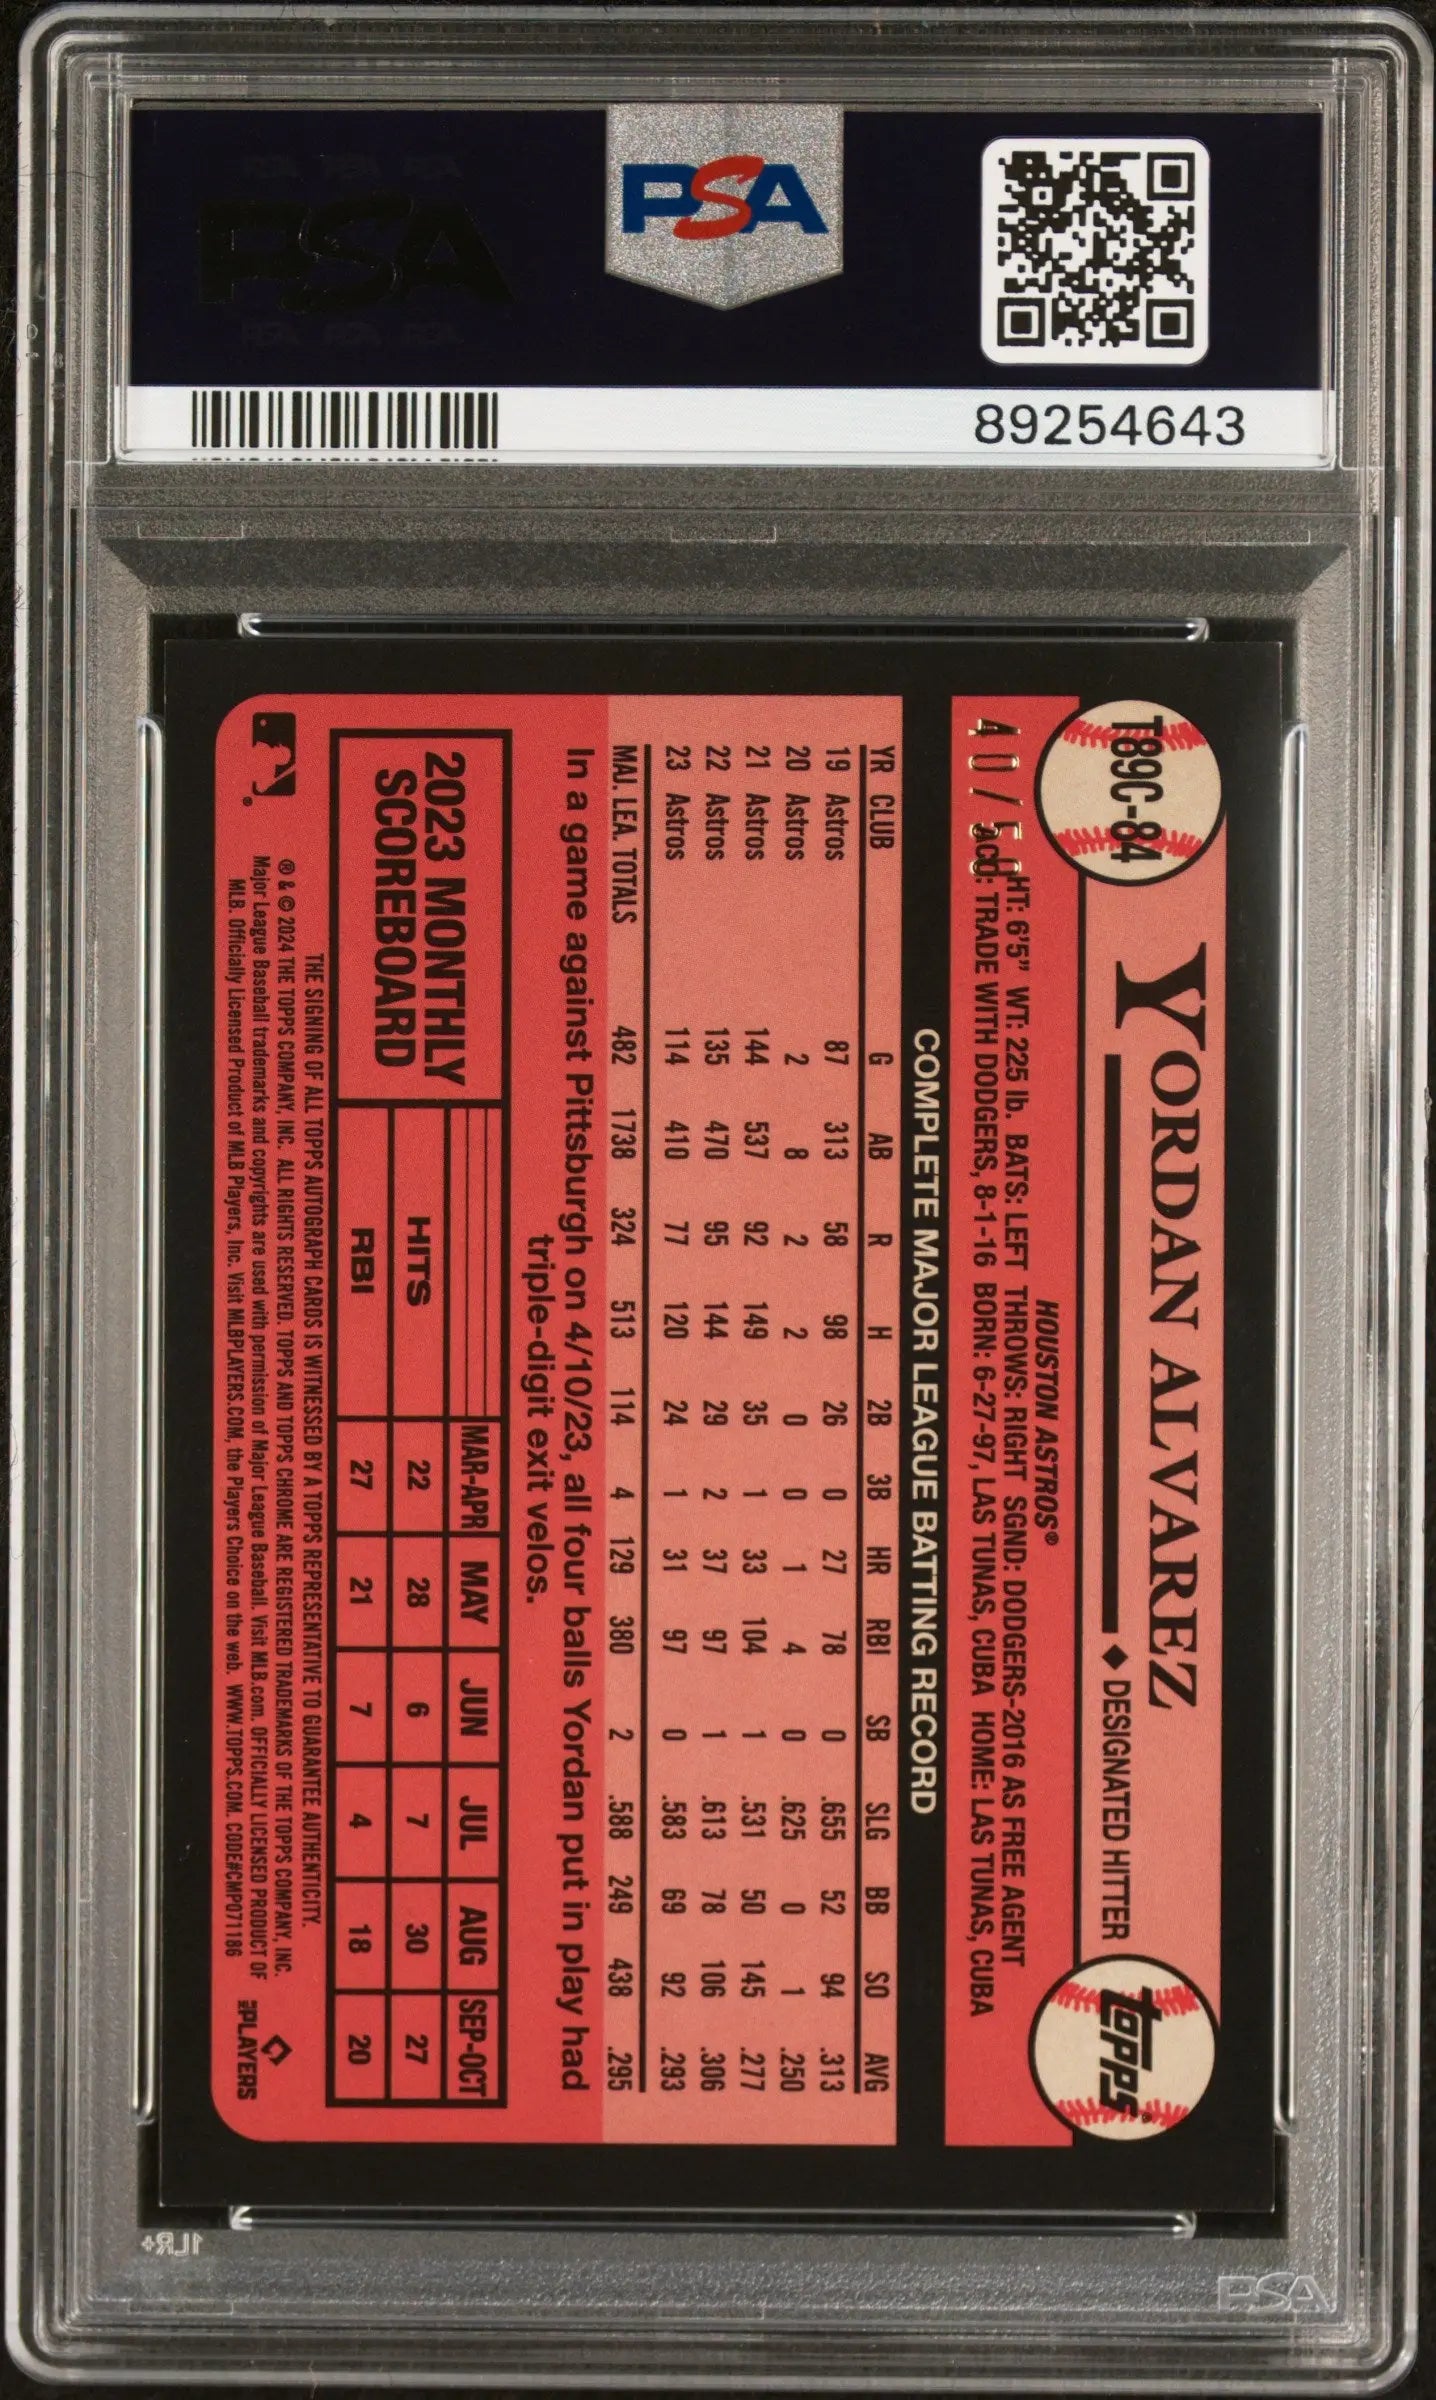 PSA
PSA
89254643
T89C-84
YORDAN ALVAREZ
◆ DESIGNATED HITTER
topps
HOUSTON ASTROS®
HT: 6'5" WT: 225 lb. BATS: LEFT THROWS: RIGHT SGND: DODGERS-2016 AS FREE AGENT
ACQ: TRADE WITH DODGERS, 8-1-16 BORN: 6-27-97, LAS TUNAS, CUBA HOME: LAS TUNAS, CUBA
40/50
COMPLETE MAJOR LEAGUE BATTING RECORD
YR CLUB G AB R H 2B 3B HR RBI SB SLG BB SO AVG
19 Astros 87 313 58 98 26 0 27 78 0 .655 52 94 .313
20 Astros 2 8 2 2 0 0 1 4 0 .625 0 1 .250
21 Astros 144 537 92 149 35 1 33 104 1 .531 50 145 .277
22 Astros 135 470 95 144 29 2 37 97 1 .613 78 106 .306
23 Astros 114 410 77 120 24 1 31 97 0 .583 69 92 .293
MAJ. LEA. TOTALS 482 1738 324 513 114 4 129 380 2 .588 249 438 .295
In a game against Pittsburgh on 4/10/23, all four balls Yordan put in play had
triple-digit exit velos.
2023 MONTHLY
SCOREBOARD
MAR-APR MAY JUN JUL AUG SEP-OCT
HITS 22 28 6 7 30 27
RBI 27 21 7 4 18 20
THE SIGNING OF ALL TOPPS AUTOGRAPH CARDS IS WITNESSED BY A TOPPS REPRESENTATIVE TO GUARANTEE AUTHENTICITY.
® & © 2024 THE TOPPS COMPANY, INC. ALL RIGHTS RESERVED. TOPPS AND TOPPS CHROME ARE REGISTERED TRADEMARKS OF THE TOPPS COMPANY, INC.
Major League Baseball trademarks and copyrights are used with permission of Major League Baseball. Visit MLB.com. OFFICIALLY LICENSED PRODUCT OF
MLB. Officially Licensed Product of MLB Players, Inc. Visit MLBPLAYERS.COM, the Players Choice on the web. WWW.TOPPS.COM. CODE#CMP071186
PLAYERS
1LR+
PSA